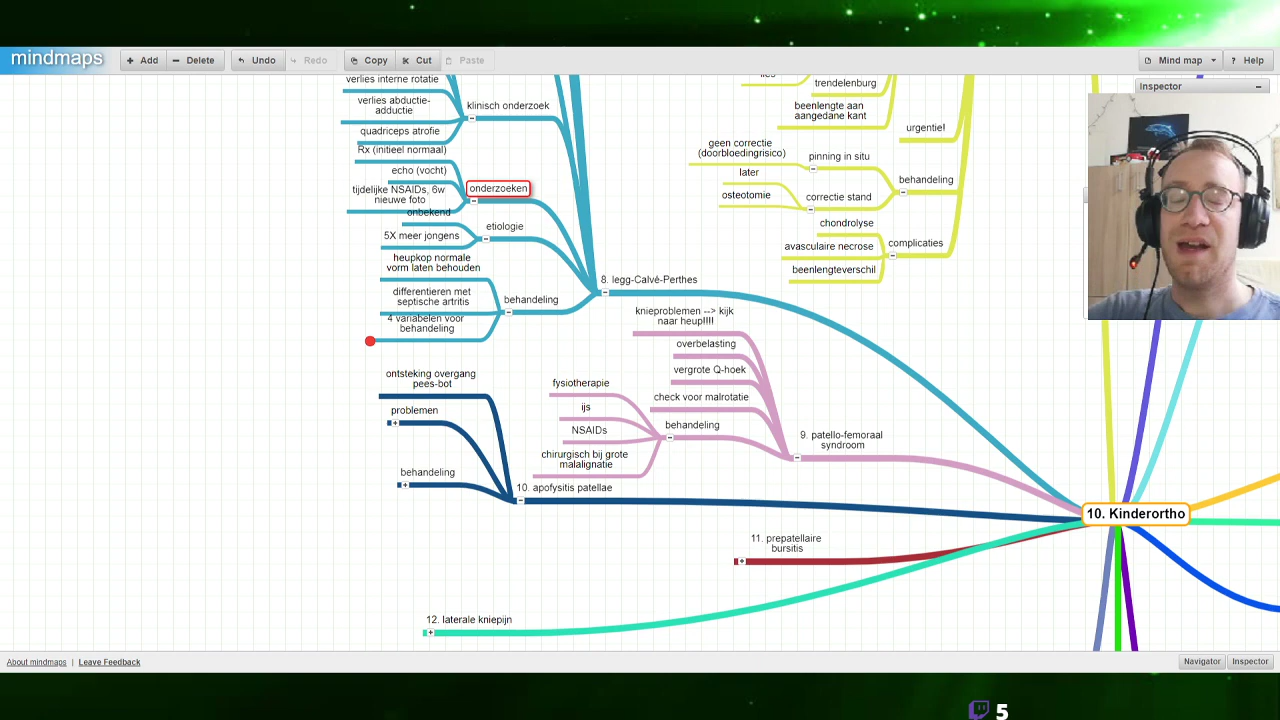 mindmaps
Add
Delete
Undo
Redo
Copy
Cut
Paste
Mind map
Help
Inspector
verlies interne rotatie
verlies abductie-
adductie
quadriceps atrofie
klinisch onderzoek
Rx (initieel normaal)
echo (vocht)
tijdelijke NSAIDs, 6w
nieuwe foto
onderzoeken
onbekend
5X meer jongens
etiologie
heupkop normale
vorm laten behouden
differentieren met
septische artritis
4 variabelen voor
behandeling
behandeling
8. legg-Calvé-Perthes
trendelenburg
beenlengte aan
aangedane kant
urgentie!
geen correctie
(doorbloedingrisico)
pinning in situ
later
osteotomie
correctie stand
behandeling
chondrolyse
avasculaire necrose
beenlengteverschil
complicaties
knieproblemen --> kijk
naar heup!!!!
overbelasting
vergrote Q-hoek
check voor malrotatie
fysiotherapie
ijs
NSAIDs
chirurgisch bij grote
malalignatie
behandeling
9. patello-femoraal
syndroom
ontsteking overgang
pees-bot
problemen
behandeling
10. apofysitis patellae
10. Kinderortho
11. prepatellaire
bursitis
12. laterale kniepijn
About mindmaps | Leave Feedback
Navigator
Inspector
5